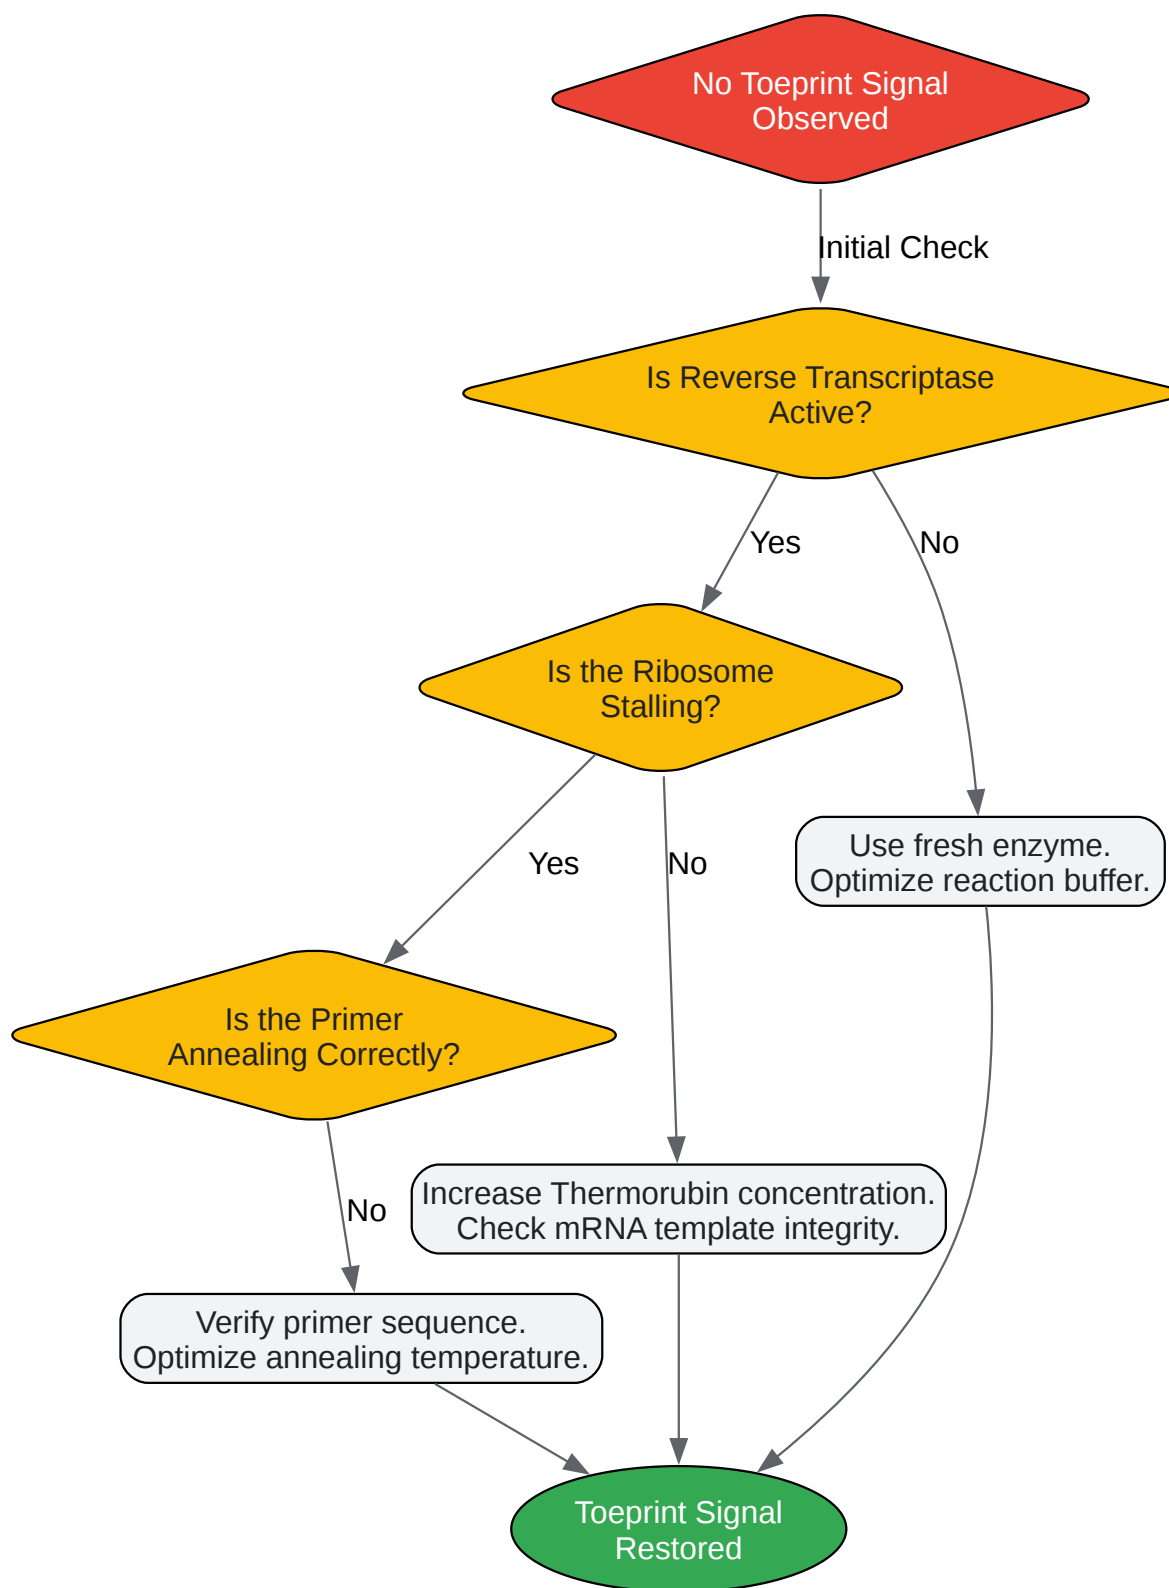 No Toeprint Signal
Observed
Initial Check
Is Reverse Transcriptase
Active?
Yes
No
Is the Ribosome
Stalling?
Use fresh enzyme.
Optimize reaction buffer.
Yes
No
Is the Primer
Annealing Correctly?
No
Increase Thermorubin concentration.
Check mRNA template integrity.
Verify primer sequence.
Optimize annealing temperature.
Toeprint Signal
Restored